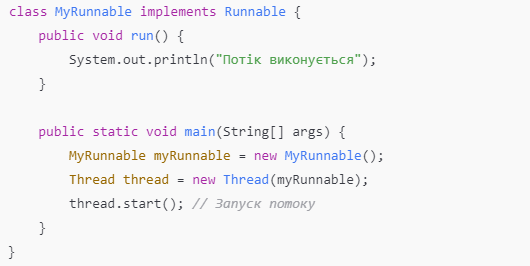 class MyRunnable implements Runnable {
    public void run() {
        System.out.println("Потік виконується");
    }

    public static void main(String[] args) {
        MyRunnable myRunnable = new MyRunnable();
        Thread thread = new Thread(myRunnable);
        thread.start(); // Запуск потоку
    }
}